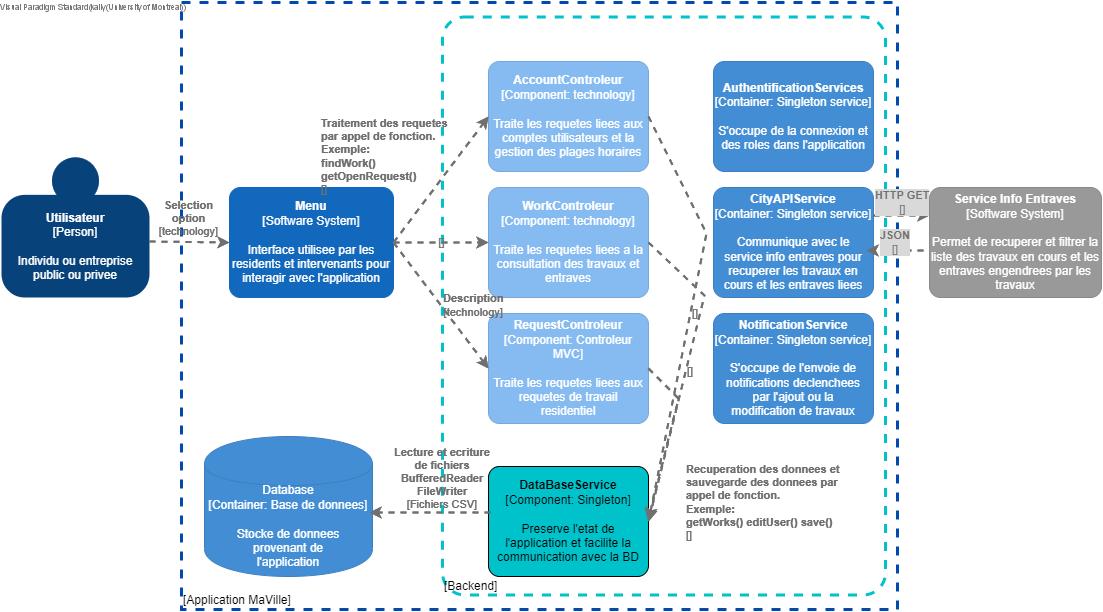 Visual Paradigm Standard(kally(University of Montreal))
Utilisateur
[Person]
Individu ou entreprise
public ou privee
Selection
option
[technology]
Menu
[Software System]
Interface utilisee par les
residents et intervenants pour
interagir avec l'application
Traitement des requetes
par appel de fonction.
Exemple:
findWork()
getOpenRequest()
[]
[]
Description
[technology]
AccountControleur
[Component: technology]
Traite les requetes liees aux
comptes utilisateurs et la
gestion des plages horaires
WorkControleur
[Component: technology]
Traite les requetes liees a la
consultation des travaux et
entraves
RequestControleur
[Component: Controleur
MVC]
Traite les requetes liees aux
requetes de travail
residentiel
AuthentificationServices
[Container: Singleton service]
S'occupe de la connexion et
des roles dans l'application
CityAPIService
[Container: Singleton service]
Communique avec le
service info entraves pour
recuperer les travaux en
cours et les entraves liees
NotificationService
[Container: Singleton service]
S'occupe de l'envoie de
notifications declenchees
par l'ajout ou la
modification de travaux
HTTP GET
[]
JSON
[]
Service Info Entraves
[Software System]
Permet de recuperer et filtrer la
liste des travaux en cours et les
entraves engendrees par les
travaux
[]
[]
Database
[Container: Base de donnees]
Stocke de donnees
provenant de
l'application
Lecture et ecriture
de fichiers
BufferedReader
FileWriter
[Fichiers CSV]
DataBaseService
[Component: Singleton]
Preserve l'etat de
l'application et facilite la
communication avec la BD
Recuperation des donnees et
sauvegarde des donnees par
appel de fonction.
Exemple:
getWorks() editUser() save()
[]
[Backend]
[Application MaVille]